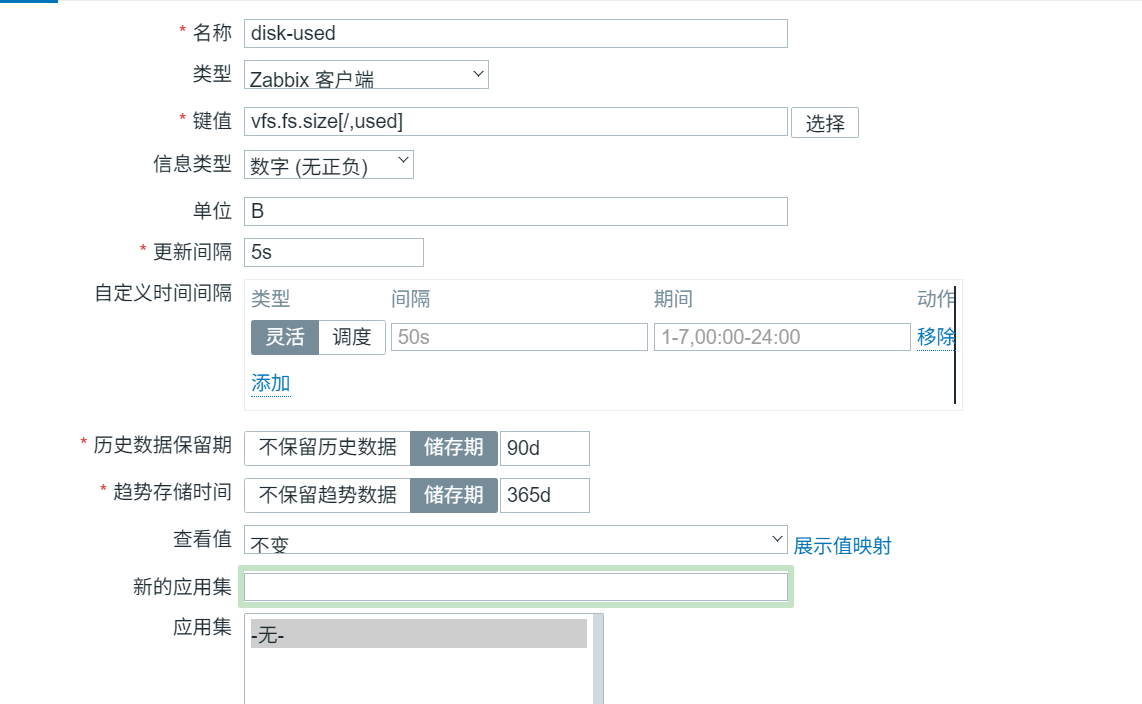 * 名称 disk-used
类型 Zabbix 客户端
* 键值 vfs.fs.size[/,used] 选择
信息类型 数字 (无正负)
单位 B
* 更新间隔 5s
自定义时间间隔 类型 间隔 期间 动作
灵活 调度 50s 1-7,00:00-24:00 移除
添加
* 历史数据保留期 不保留历史数据 储存期 90d
* 趋势存储时间 不保留趋势数据 储存期 365d
查看值 不变 展示值映射
新的应用集
应用集 -无-